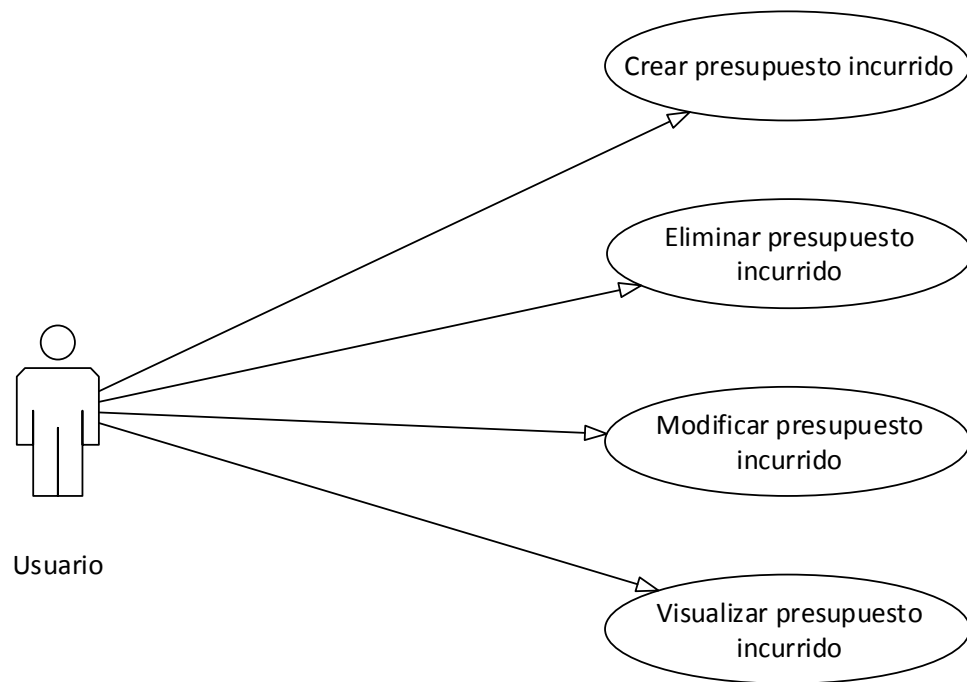 Crear presupuesto incurrido
Eliminar presupuesto
incurrido
Modificar presupuesto
incurrido
Usuario
Visualizar presupuesto
incurrido